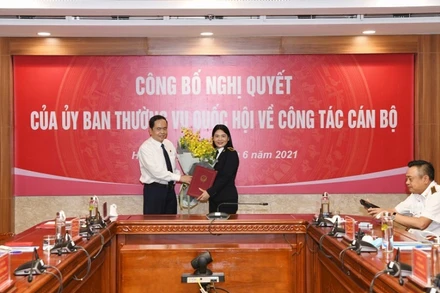 CÔNG BỐ NGHỊ QUYẾT
CỦA ỦY BAN THƯỜNG VỤ QUỐC HỘI VỀ CÔNG TÁC CÁN BỘ
6 năm 2021